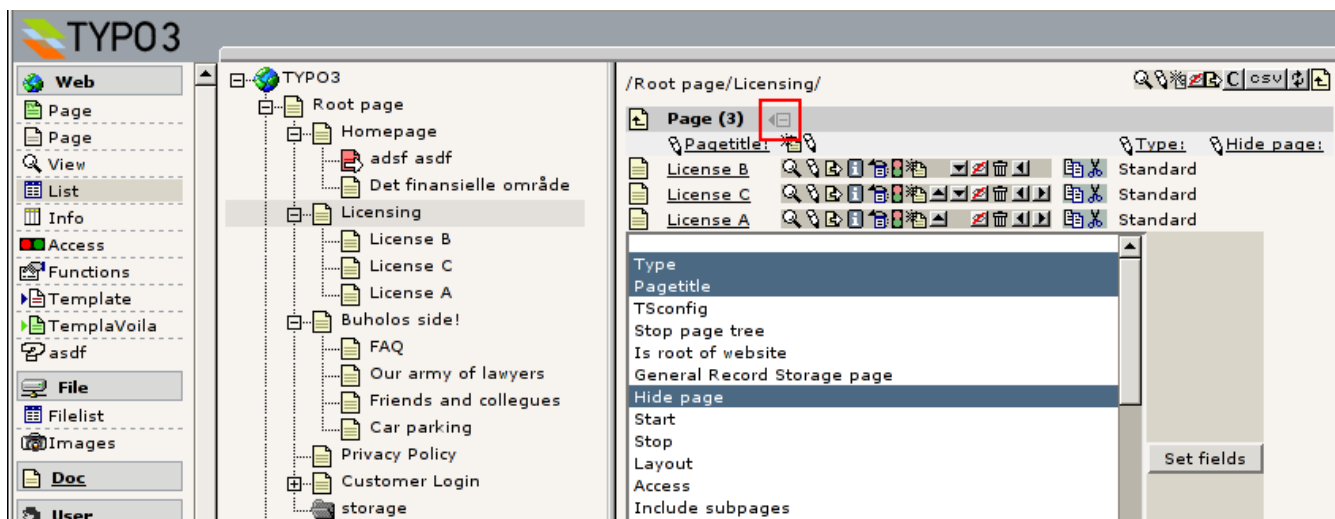 TYPO3
Web
Page
Page
View
List
Info
Access
Functions
Template
TemplaVoila
asdf
File
Filelist
Images
Doc
User
TYPO3
Root page
Homepage
adsf asdf
Det finansielle område
Licensing
License B
License C
License A
Buholos side!
FAQ
Our army of lawyers
Friends and collegues
Car parking
Privacy Policy
Customer Login
storage
/Root page/Licensing/ C csv
Page (3)
Pagetitle: Type: Hide page:
License B Standard
License C Standard
License A Standard
Type
Pagetitle
TSconfig
Stop page tree
Is root of website
General Record Storage page
Hide page
Start
Stop
Layout
Access
Include subpages
Set fields